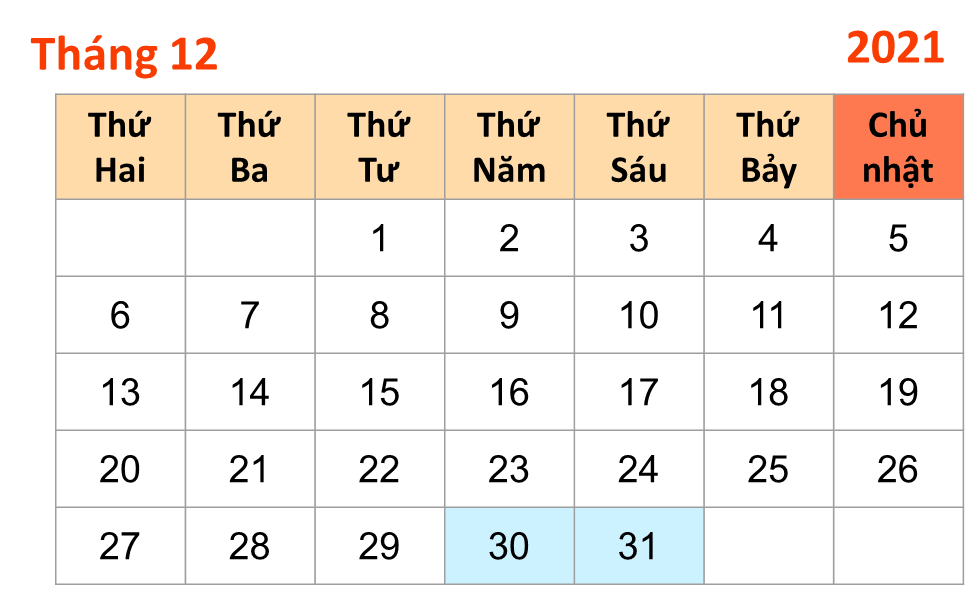 Tháng 12 2021
Thứ Hai Thứ Ba Thứ Tư Thứ Năm Thứ Sáu Thứ Bảy Chủ nhật
1 2 3 4 5
6 7 8 9 10 11 12
13 14 15 16 17 18 19
20 21 22 23 24 25 26
27 28 29 30 31